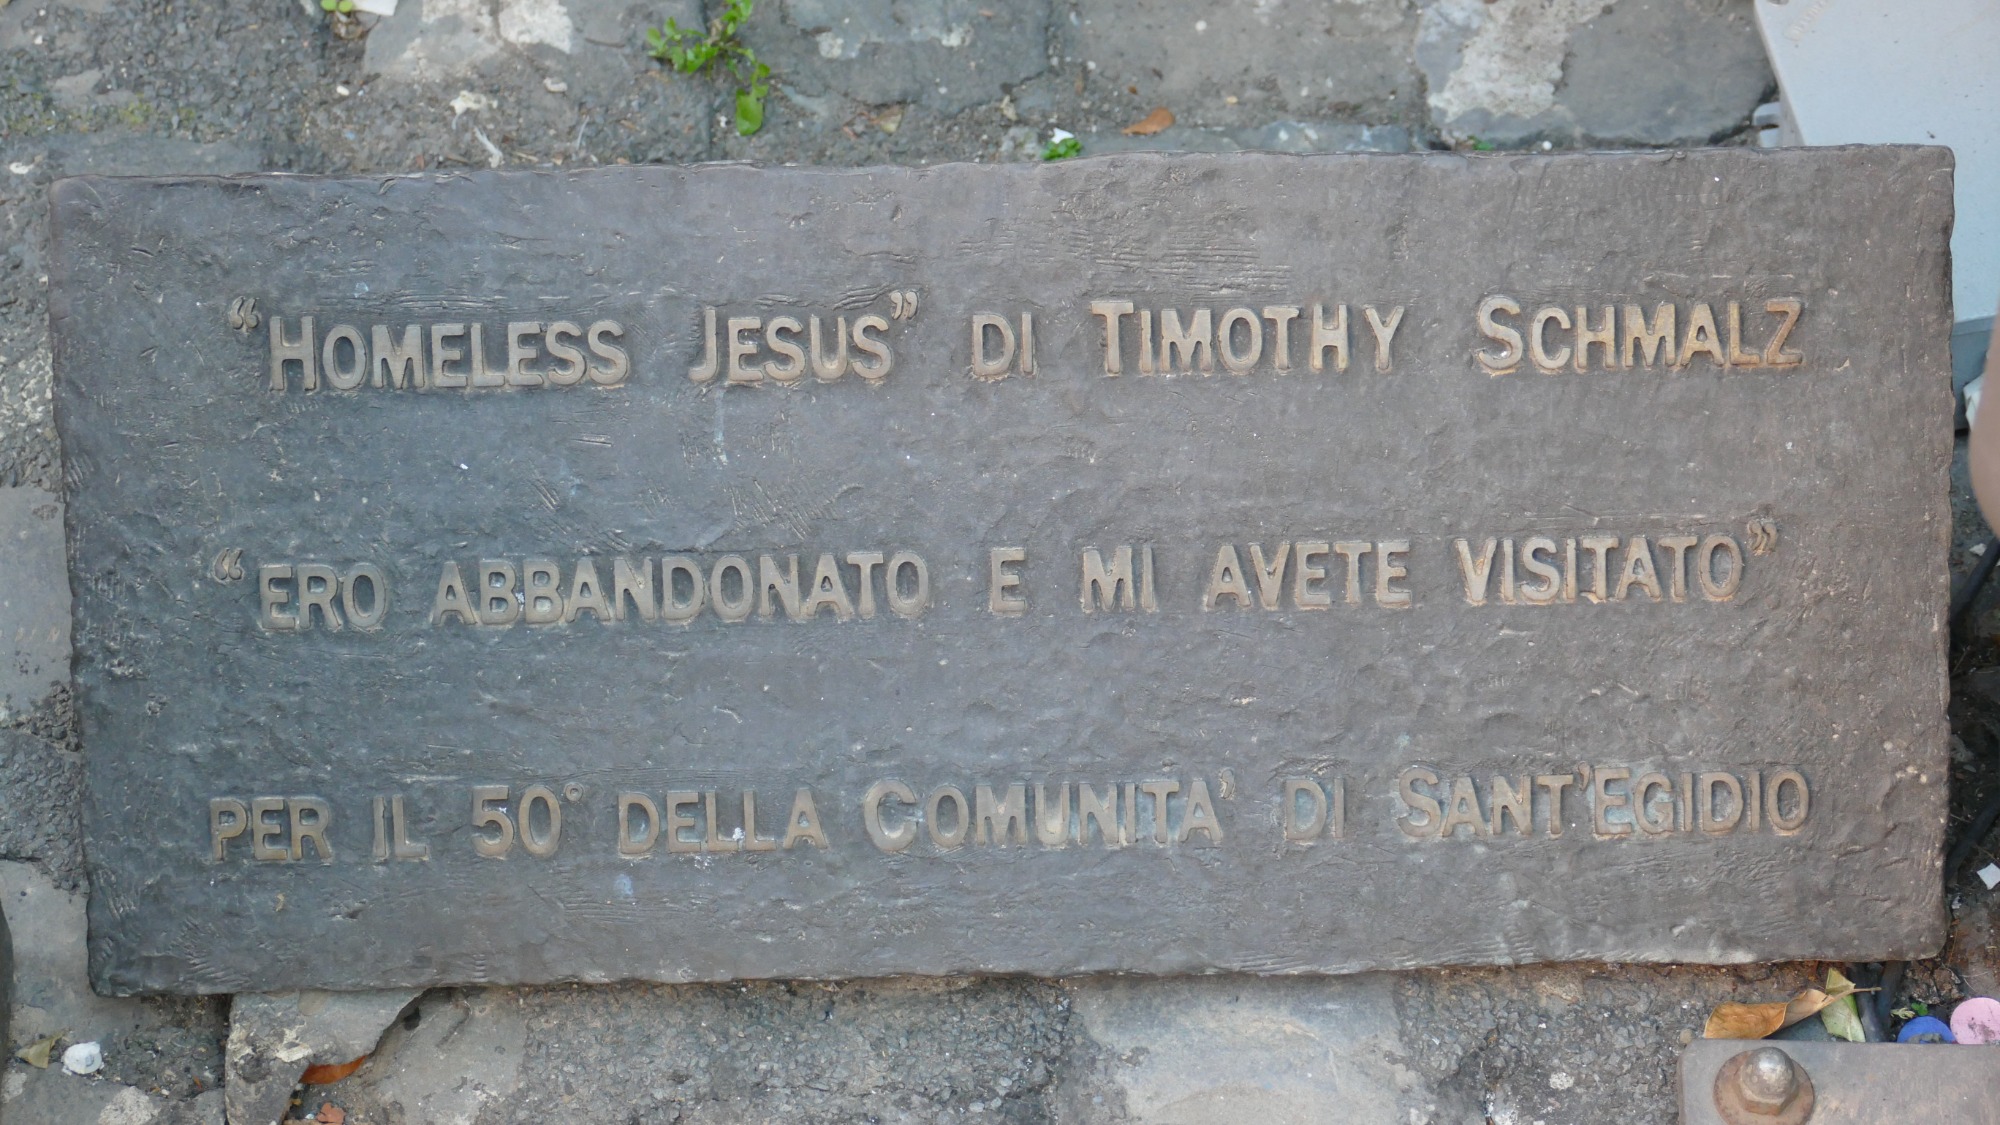 “HOMELESS JESUS” DI TIMOTHY SCHMALZ
“ERO ABBANDONATO E MI AVETE VISITATO”
PER IL 50° DELLA COMUNITA’ DI SANT’EGIDIO